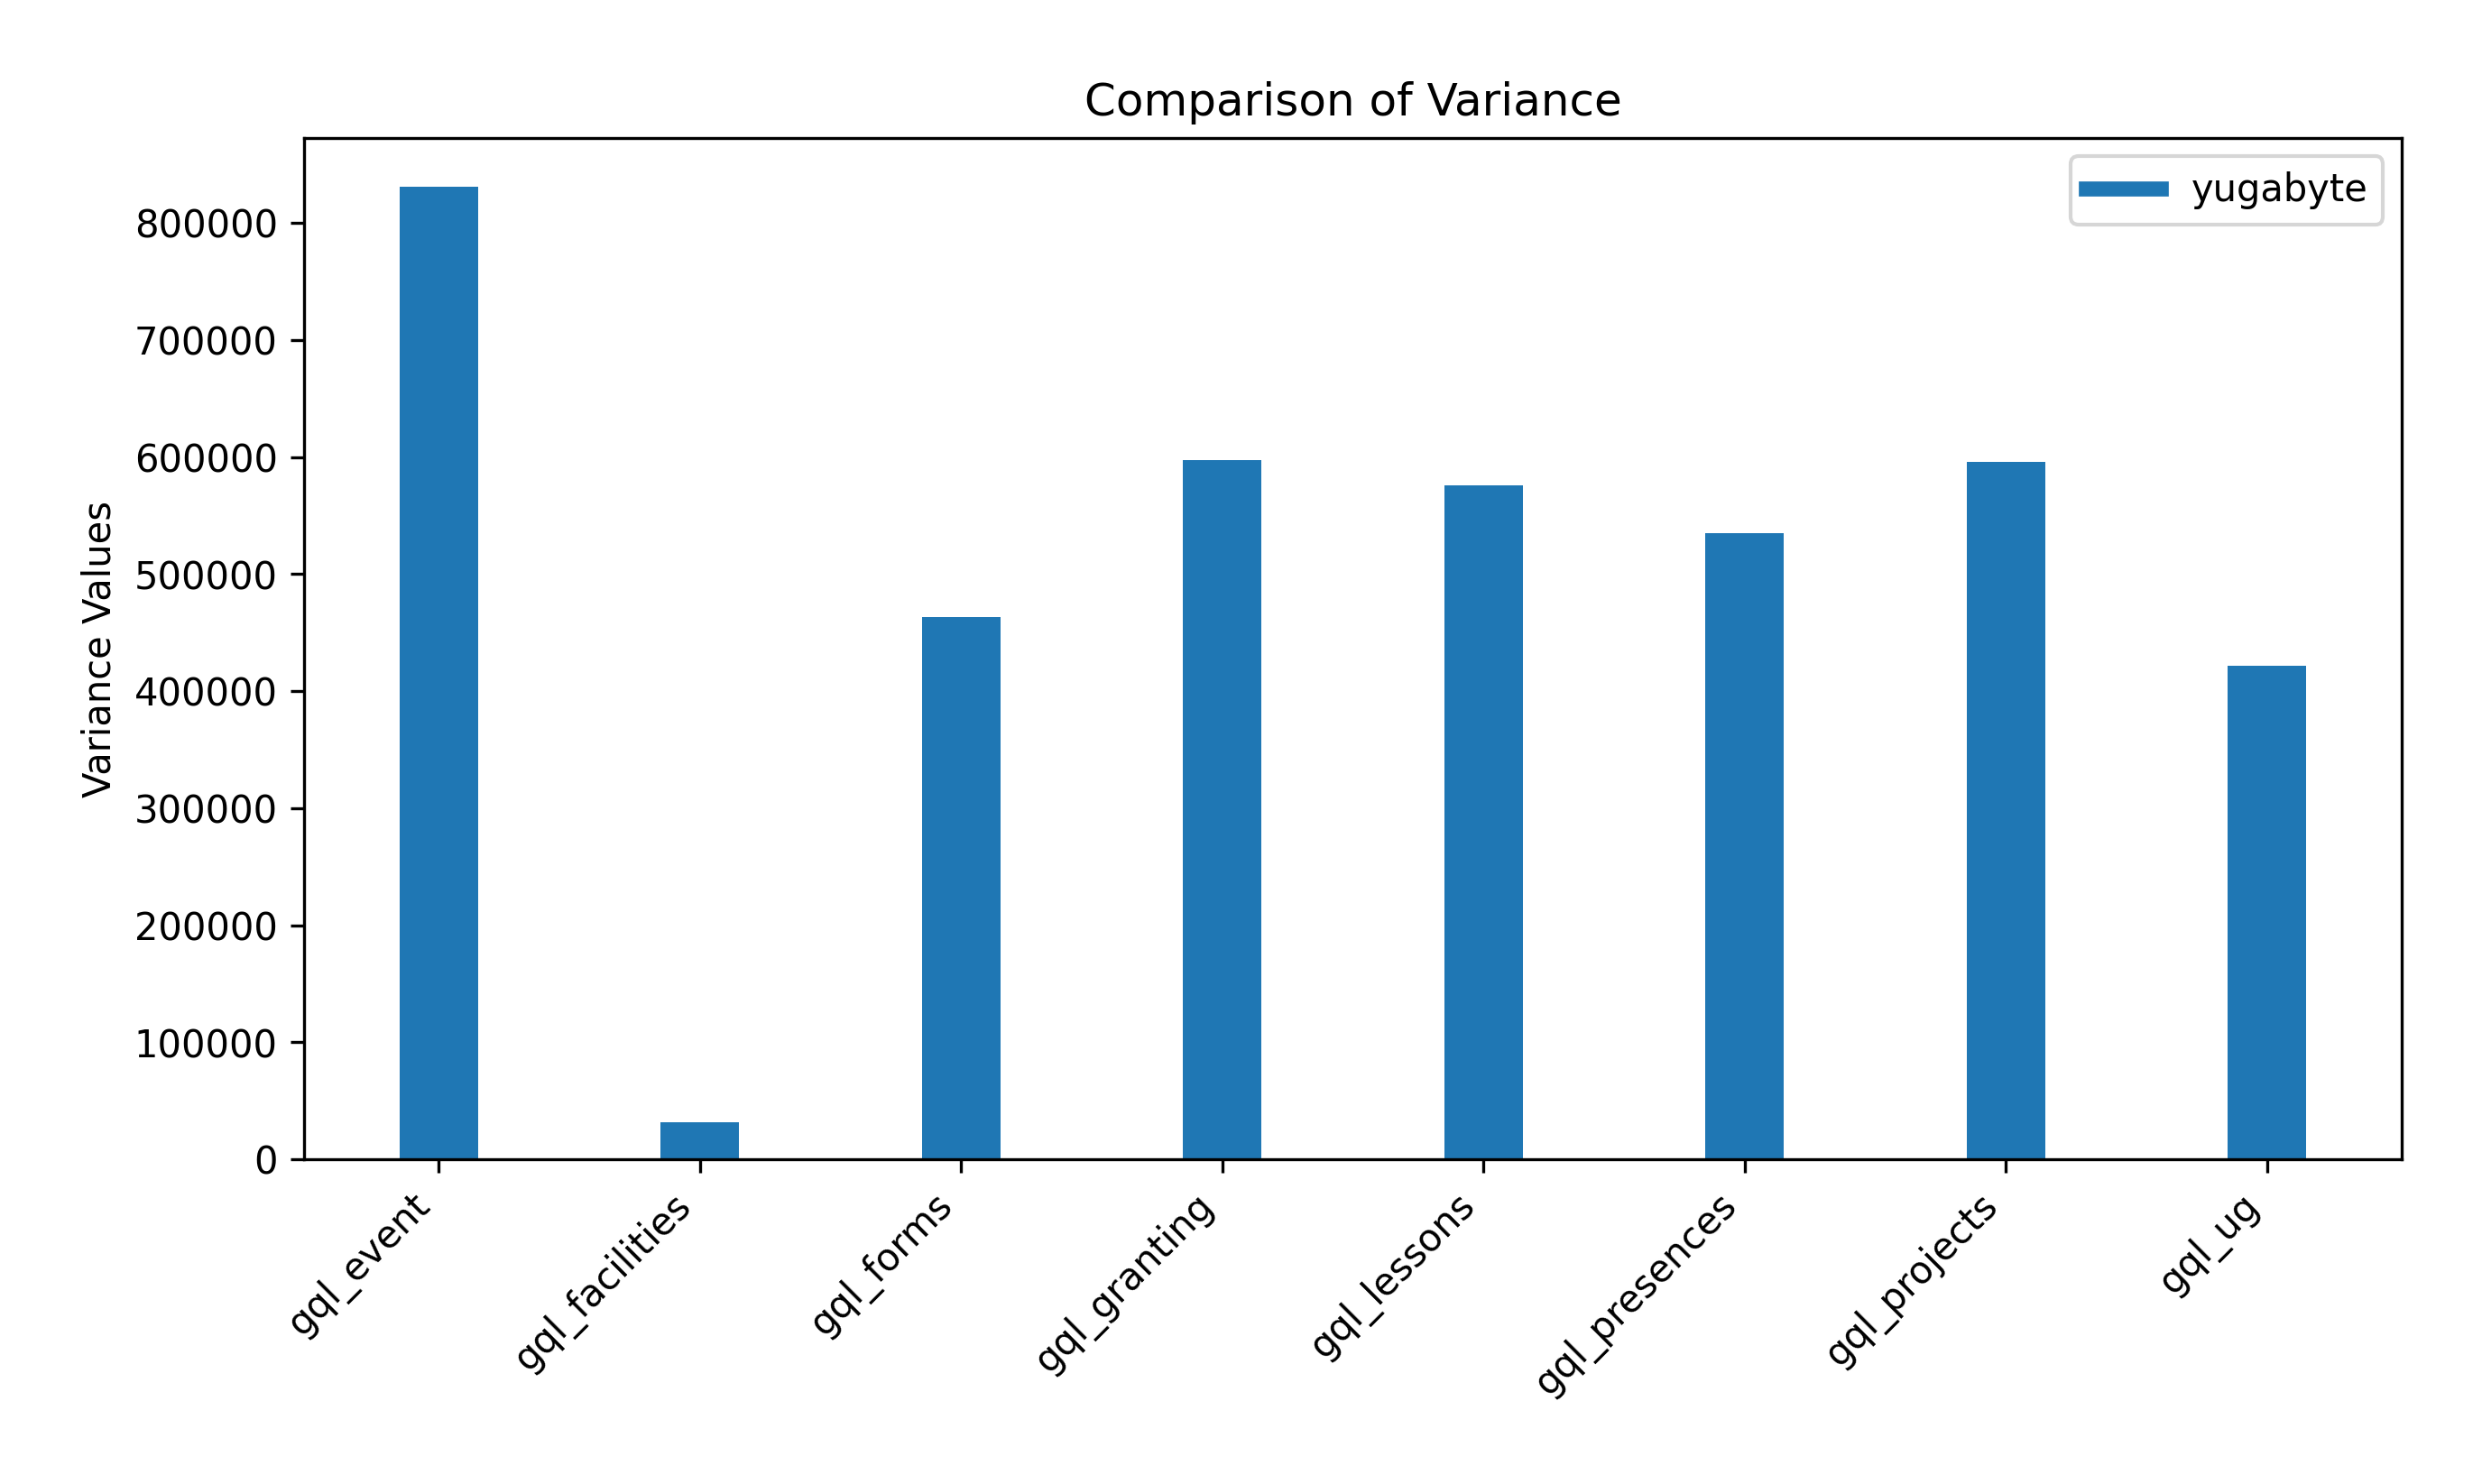 Comparison of Variance
yugabyte
Variance Values
800000
700000
600000
500000
400000
300000
200000
100000
0
gql_event
gql_facilities
gql_forms
gql_granting
gql_lessons
gql_presences
gql_projects
gql_ug